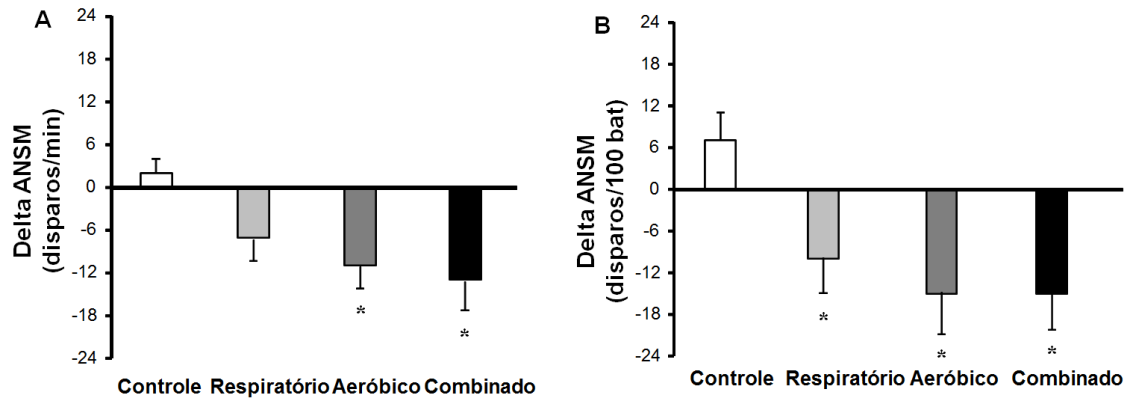 A
Delta ANSM
(disparos/min)
24
18
12
6
0
-6
-12
-18
-24
*
*
Controle Respiratório Aeróbico Combinado
B
Delta ANSM
(disparos/100 bat)
24
18
12
6
0
-6
-12
-18
-24
*
*
*
Controle Respiratório Aeróbico Combinado